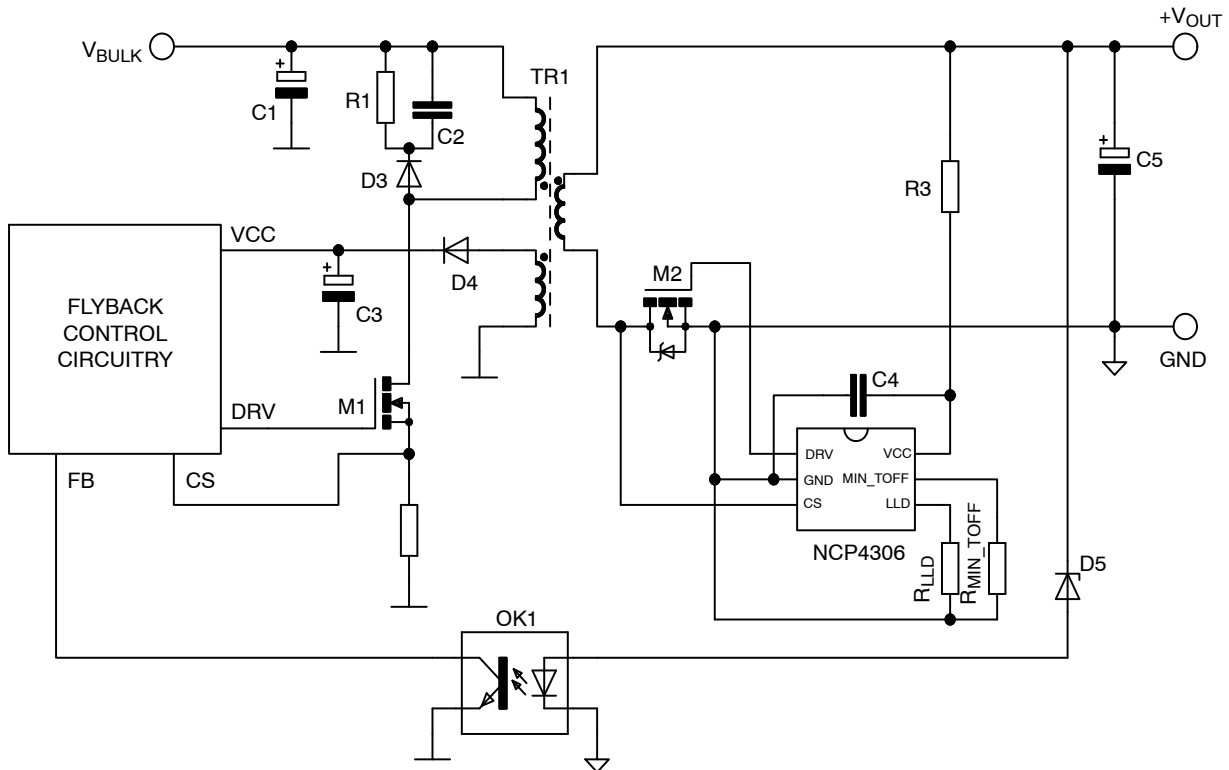 +VOUT
VBULK
TR1
C1
R1
C2
D3
C5
R3
VCC
D4
C3
M2
FLYBACK
CONTROL
CIRCUITRY
GND
C4
M1
DRV
DRV
VCC
GND
MIN_TOFF
CS
LLD
FB
CS
NCP4306
RLLD
RMIN_TOFF
D5
OK1